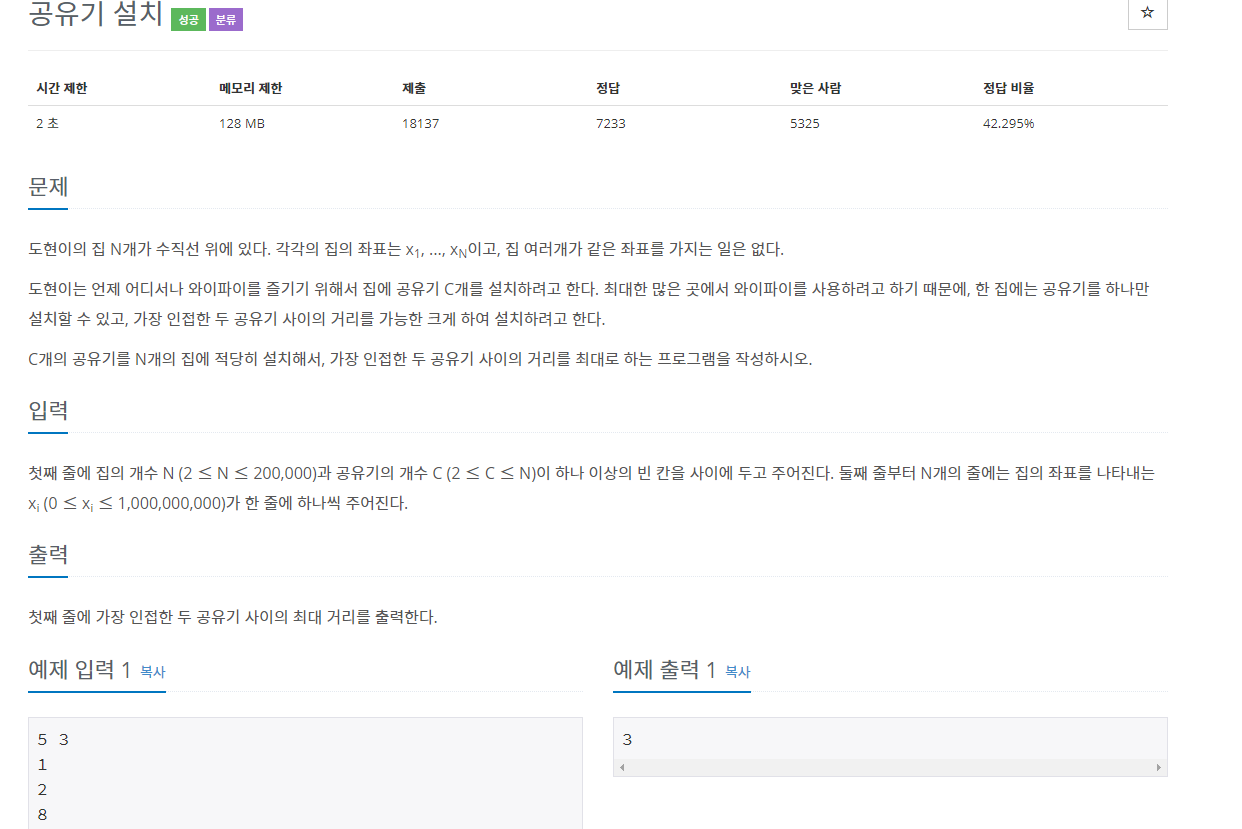 공유기 설치 성공 분류
☆
시간 제한 메모리 제한 제출 정답 맞은 사람 정답 비율
2 초 128 MB 18137 7233 5325 42.295%
문제
도현이의 집 N개가 수직선 위에 있다. 각각의 집의 좌표는 x1, ..., xN이고, 집 여러개가 같은 좌표를 가지는 일은 없다.
도현이는 언제 어디서나 와이파이를 즐기기 위해서 집에 공유기 C개를 설치하려고 한다. 최대한 많은 곳에서 와이파이를 사용하려고 하기 때문에, 한 집에는 공유기를 하나만
설치할 수 있고, 가장 인접한 두 공유기 사이의 거리를 가능한 크게 하여 설치하려고 한다.
C개의 공유기를 N개의 집에 적당히 설치해서, 가장 인접한 두 공유기 사이의 거리를 최대로 하는 프로그램을 작성하시오.
입력
첫째 줄에 집의 개수 N (2 ≤ N ≤ 200,000)과 공유기의 개수 C (2 ≤ C ≤ N)이 하나 이상의 빈 칸을 사이에 두고 주어진다. 둘째 줄부터 N개의 줄에는 집의 좌표를 나타내는
xi (0 ≤ xi ≤ 1,000,000,000)가 한 줄에 하나씩 주어진다.
출력
첫째 줄에 가장 인접한 두 공유기 사이의 최대 거리를 출력한다.
예제 입력 1 복사
5 3
1
2
8
예제 출력 1 복사
3